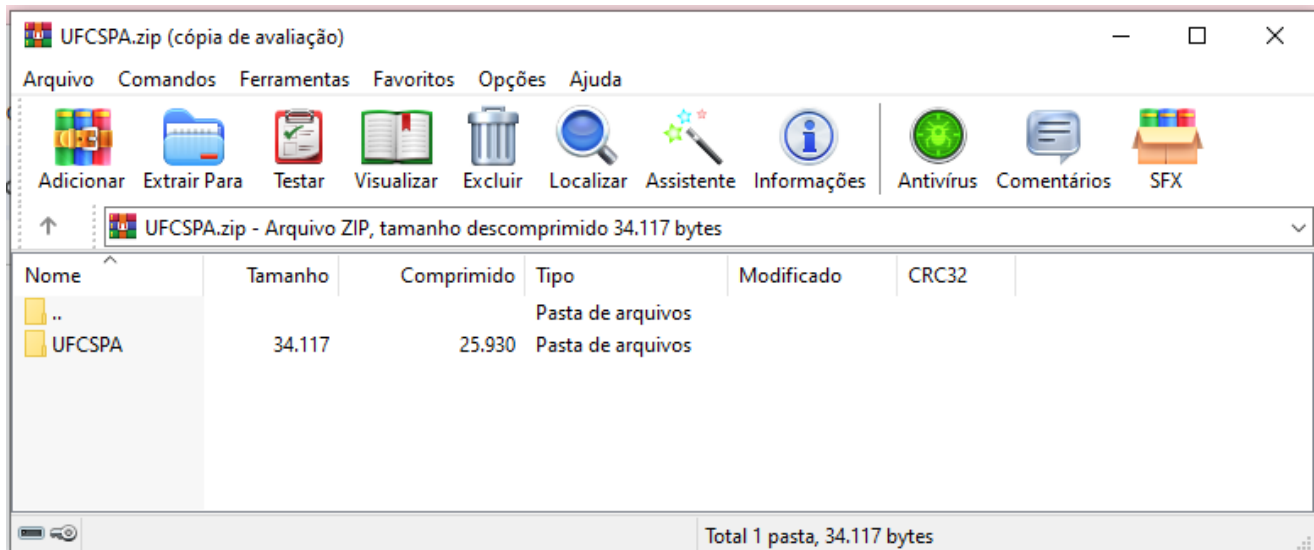 UFCSPA.zip (cópia de avaliação)
Arquivo Comandos Ferramentas Favoritos Opções Ajuda
Adicionar Extrair Para Testar Visualizar Excluir Localizar Assistente Informações Antivírus Comentários SFX
UFCSPA.zip - Arquivo ZIP, tamanho descomprimido 34.117 bytes
Nome Tamanho Comprimido Tipo Modificado CRC32
.. Pasta de arquivos
UFCSPA 34.117 25.930 Pasta de arquivos
Total 1 pasta, 34.117 bytes